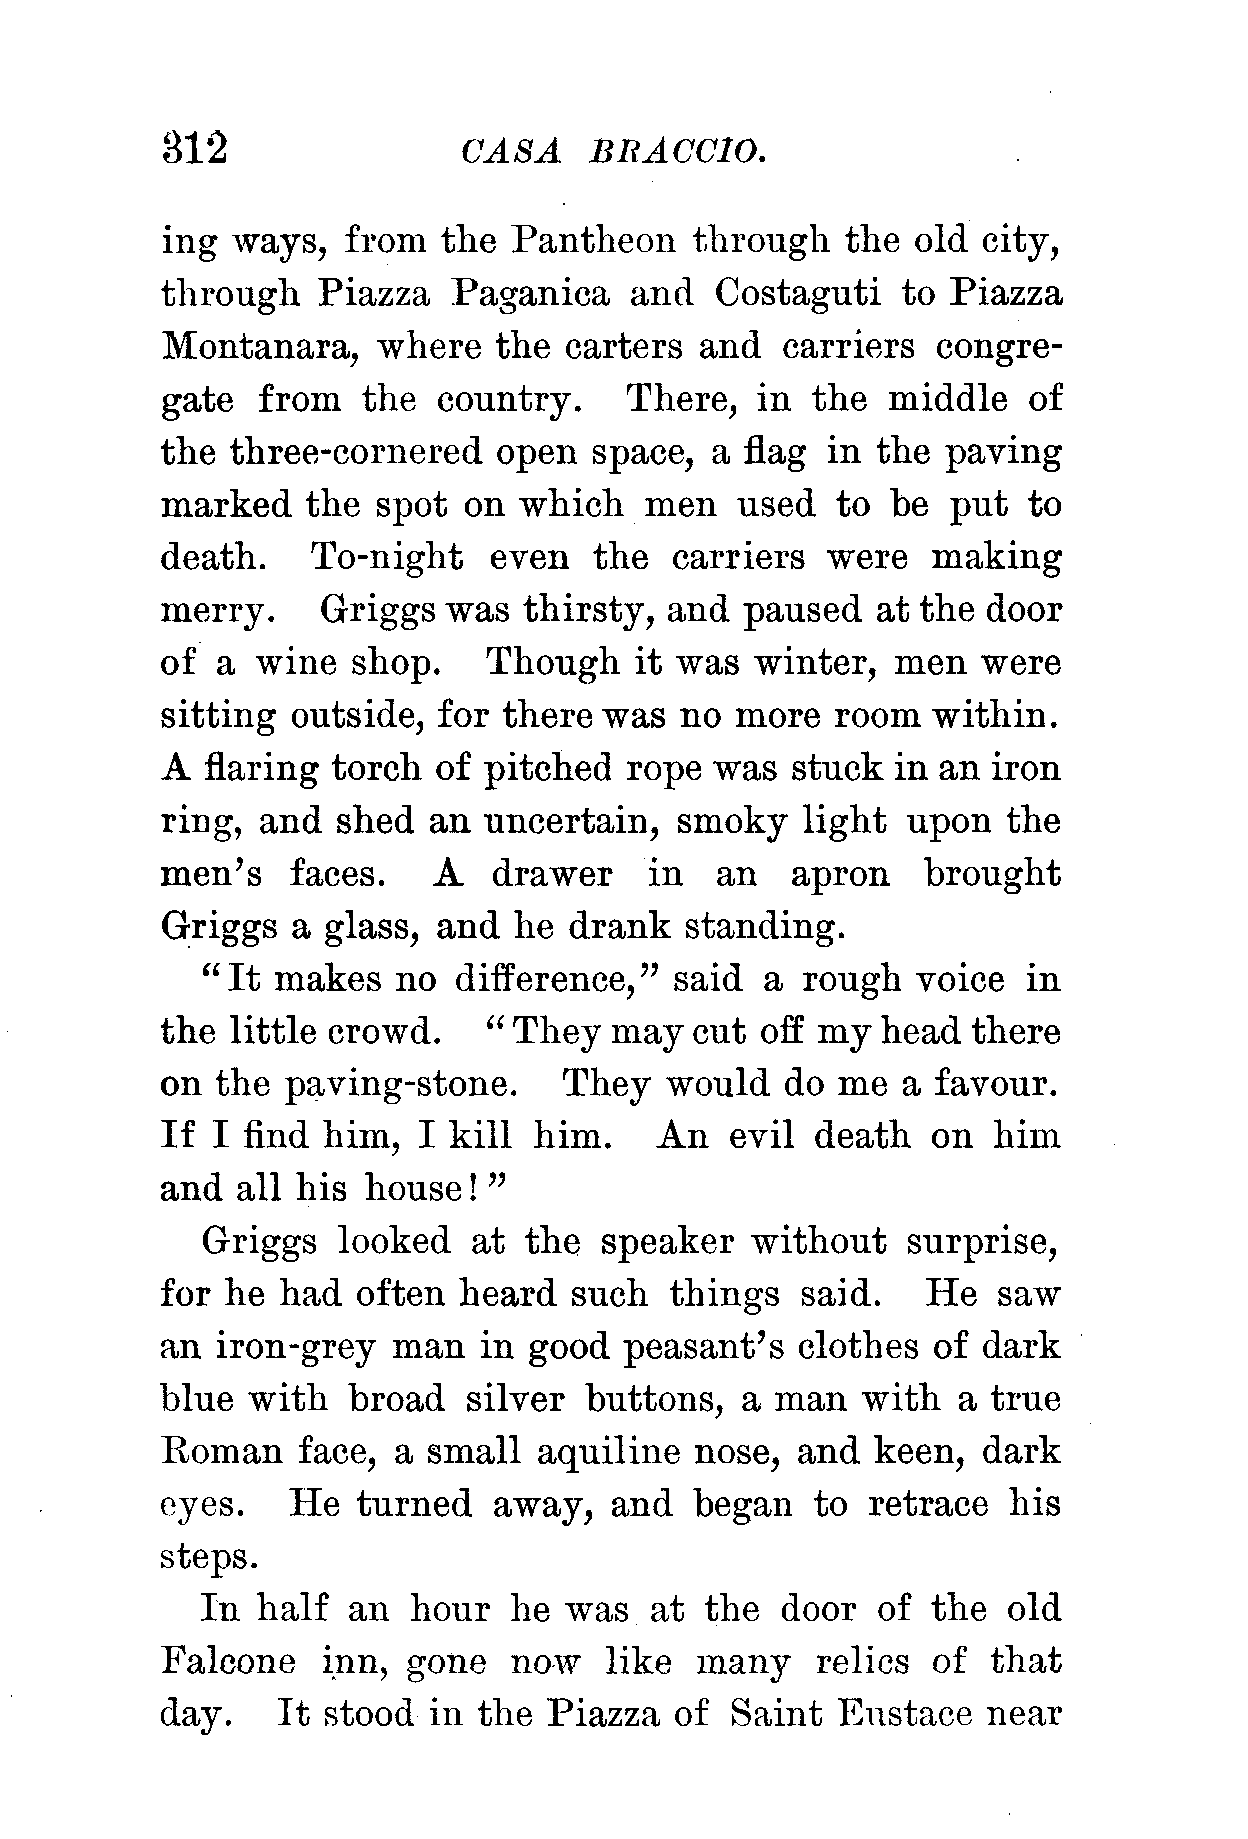 312 CASA BRACCIO.
ing ways, from the Pantheon through the old city,
through Piazza Paganica and Costaguti to Piazza
Montanara, where the carters and carriers congre-
gate from the country. There, in the middle of
the three-cornered open space, a flag in the paving
marked the spot on which men used to be put to
death. To-night even the carriers were making
merry. Griggs was thirsty, and paused at the door
of a wine shop. Though it was winter, men were
sitting outside, for there was no more room within.
A flaring torch of pitched rope was stuck in an iron
ring, and shed an uncertain, smoky light upon the
men's faces. A drawer in an apron brought
Griggs a glass, and he drank standing.
"It makes no difference," said a rough voice in
the little crowd. "They may cut off my head there
on the paving-stone. They would do me a favour.
If I find him, I kill him. An evil death on him
and all his house!"
Griggs looked at the speaker without surprise,
for he had often heard such things said. He saw
an iron-grey man in good peasant's clothes of dark
blue with broad silver buttons, a man with a true
Roman face, a small aquiline nose, and keen, dark
eyes. He turned away, and began to retrace his
steps.
In half an hour he was at the door of the old
Falcone inn, gone now like many relics of that
day. It stood in the Piazza of Saint Eustace near